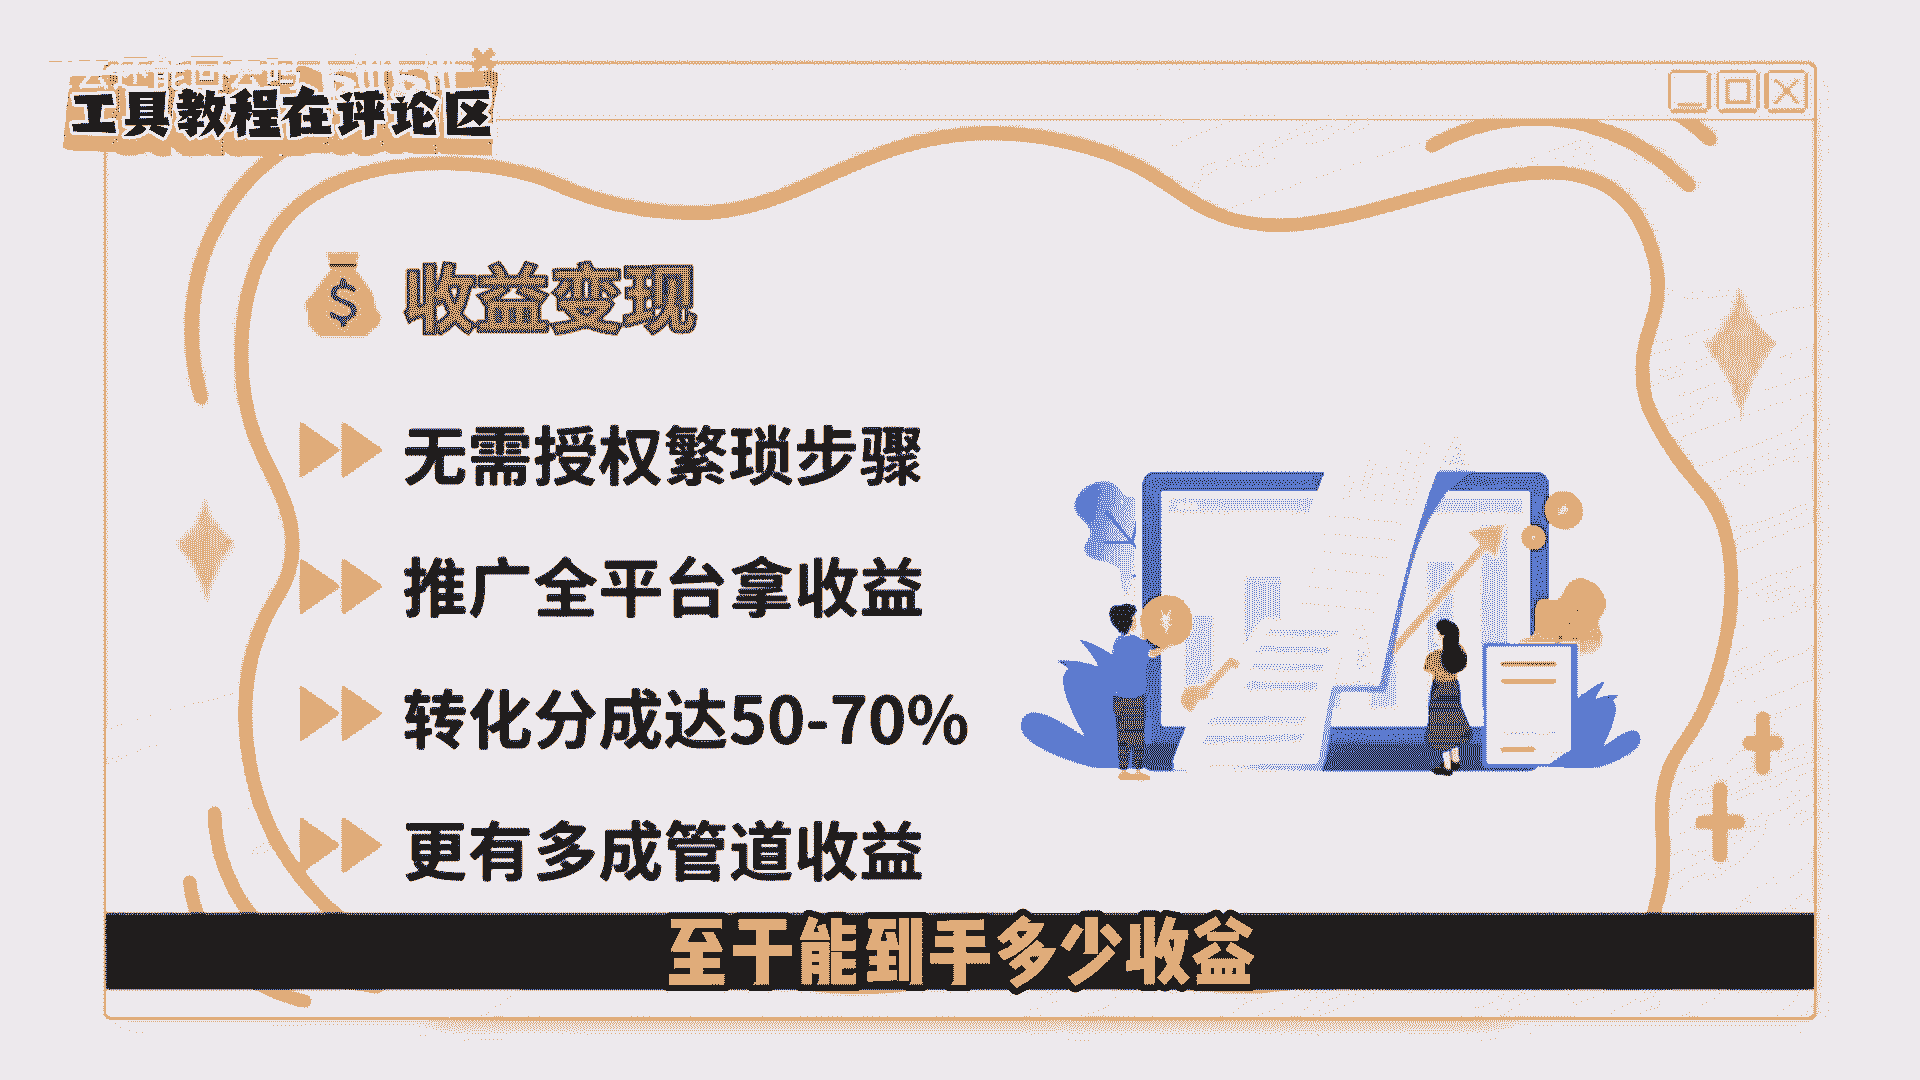 工具教程在评论区
收益变现
无需授权繁琐步骤
推广全平台拿收益
转化分成达50-70%
更有多成管道收益
至于能到手多少收益